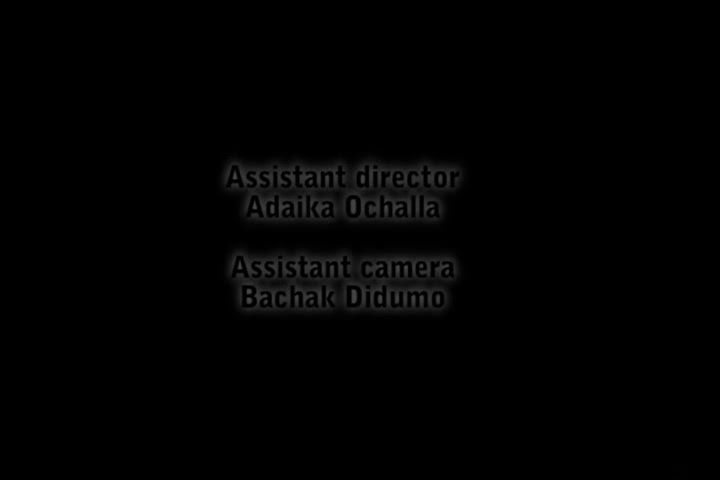 Assistant director
Adaika Ochalla
Assistant camera
Bachak Didumo